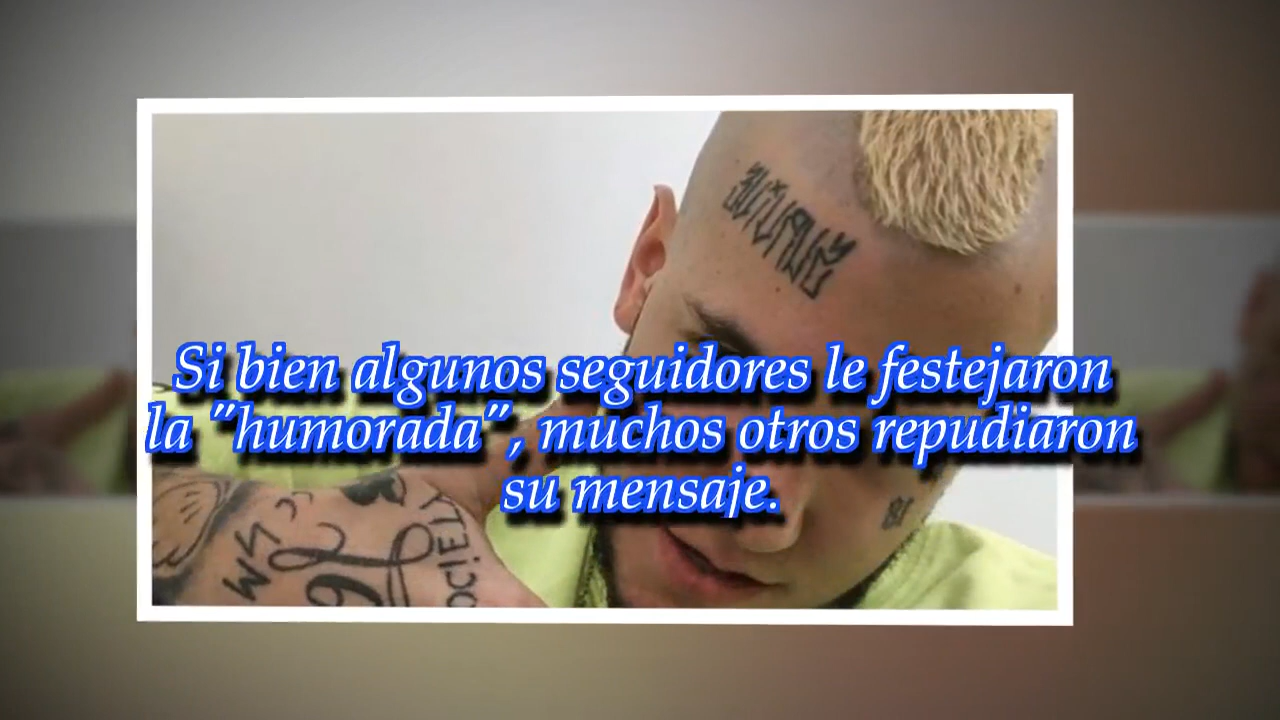 Si bien algunos seguidores le festejaron
la "humorada", muchos otros repudiaron
su mensaje.